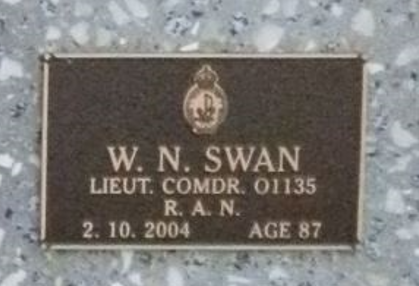 W. N. SWAN
LIEUT. COMDR. O1135
R. A. N.
2. 10. 2004 AGE 87